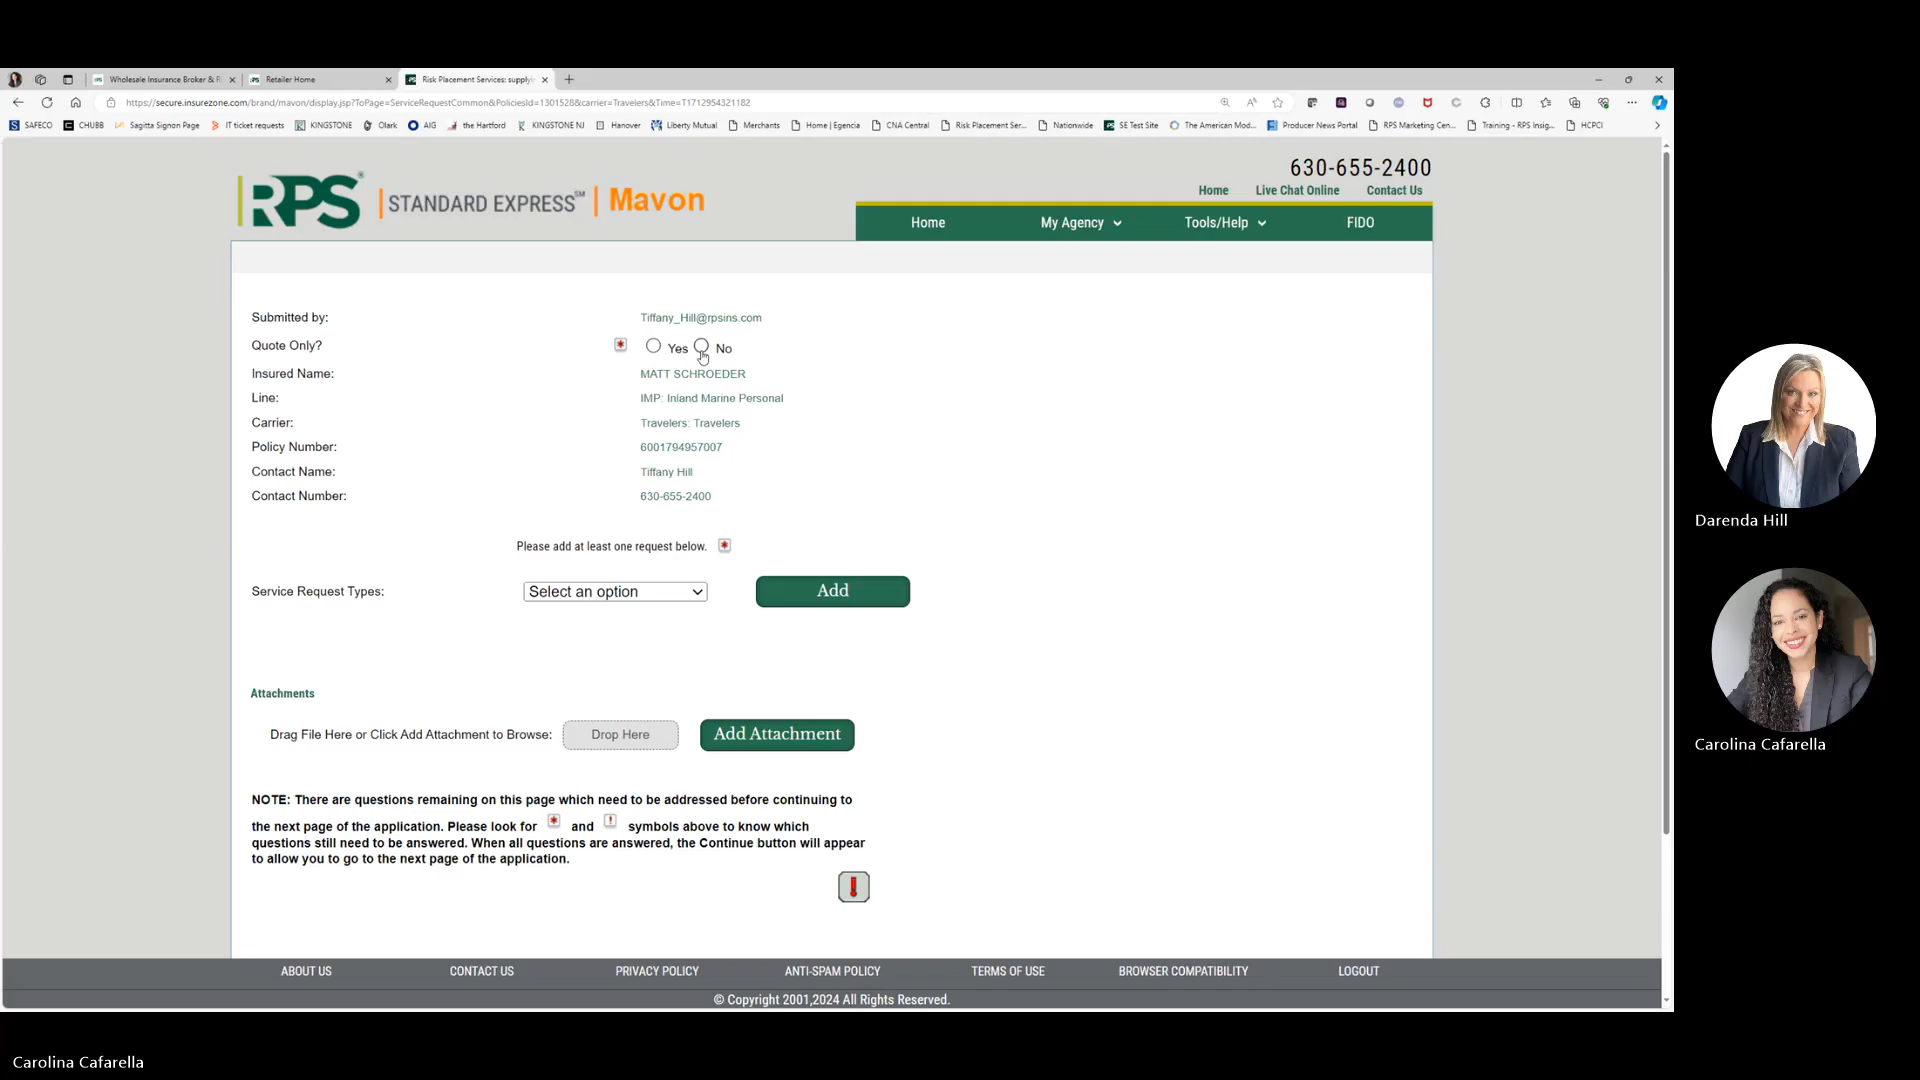 Wholesale Insurance Broker & R
Retailer Home
Risk Placement Services: supplyi
https://secure.insurezone.com/brand/mavon/display.jsp?ToPage=ServiceRequestCommon&PoliciesId=1301528&carrier=Travelers&Time=T1712954321182
SAFECO CHUBB Sagitta Signon Page IT ticket requests KINGSTONE Olark AIG the Hartford KINGSTONE NJ Hanover Liberty Mutual Merchants Home | Egencia CNA Central Risk Placement Ser... Nationwide SE Test Site The American Mod... Producer News Portal RPS Marketing Cen... Training - RPS Insig... HCPCI
630-655-2400
Home Live Chat Online Contact Us
RPS® | STANDARD EXPRESS℠ | Mavon
Home My Agency Tools/Help FIDO
Submitted by: Tiffany_Hill@rpsins.com
Quote Only? * Yes No
Insured Name: MATT SCHROEDER
Line: IMP: Inland Marine Personal
Carrier: Travelers: Travelers
Policy Number: 6001794957007
Contact Name: Tiffany Hill
Contact Number: 630-655-2400
Please add at least one request below. *
Service Request Types: Select an option Add
Attachments
Drag File Here or Click Add Attachment to Browse: Drop Here Add Attachment
NOTE: There are questions remaining on this page which need to be addressed before continuing to
the next page of the application. Please look for * and ! symbols above to know which
questions still need to be answered. When all questions are answered, the Continue button will appear
to allow you to go to the next page of the application.
!
ABOUT US CONTACT US PRIVACY POLICY ANTI-SPAM POLICY TERMS OF USE BROWSER COMPATIBILITY LOGOUT
© Copyright 2001,2024 All Rights Reserved.
Darenda Hill
Carolina Cafarella
Carolina Cafarella